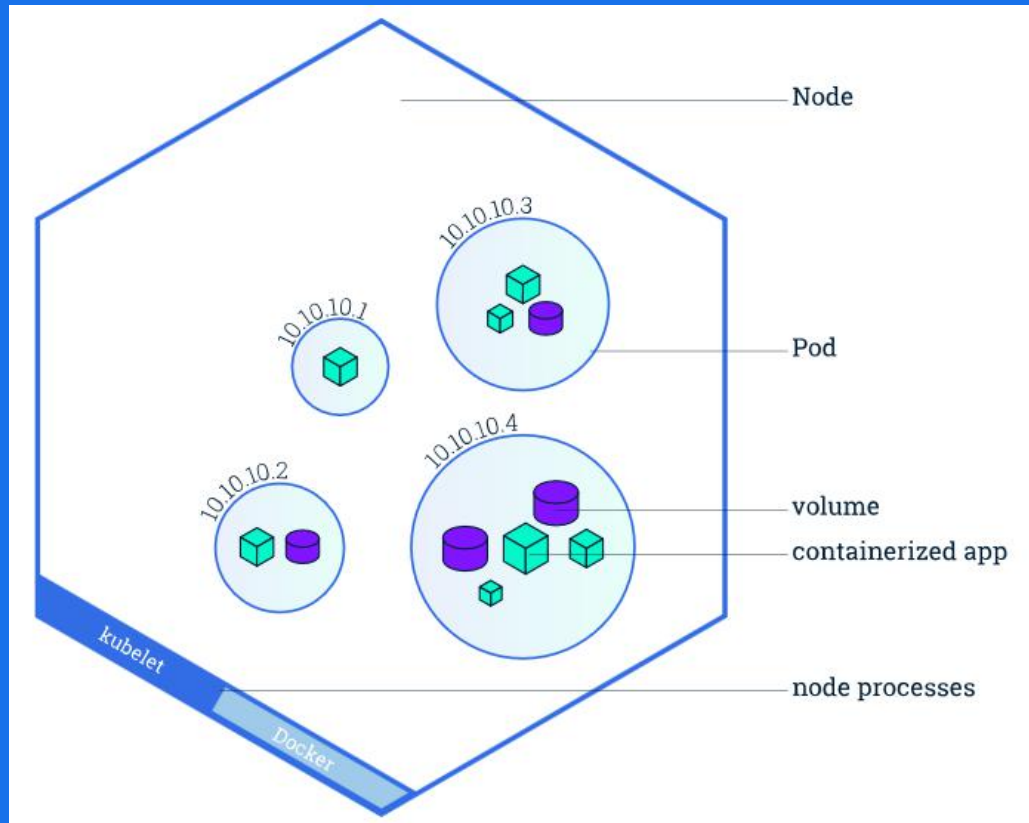 Node
10.10.10.3
10.10.10.1
Pod
10.10.10.4
10.10.10.2
volume
containerized app
kubelet
node processes
Docker